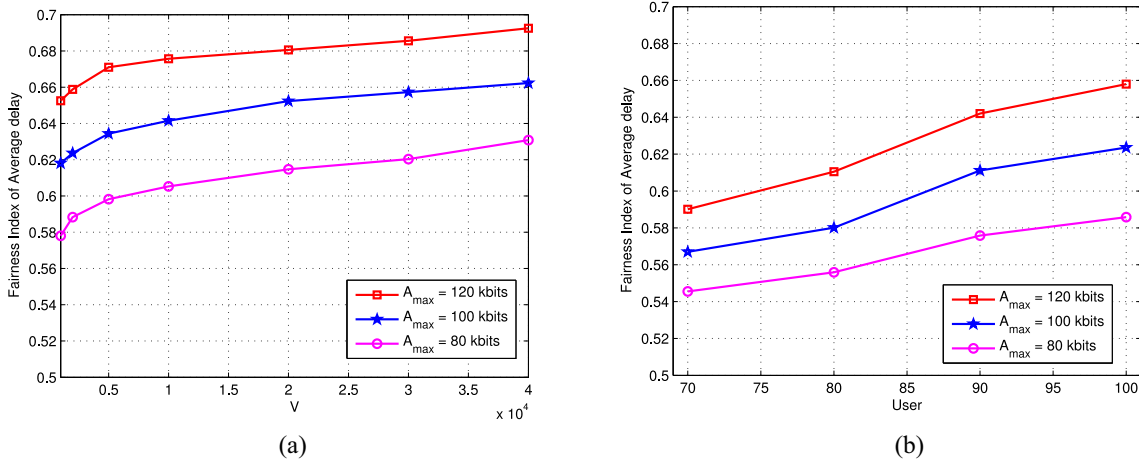 0.7
0.68
0.66
0.64
0.62
0.6
0.58
0.56
0.54
0.52
0.5
Fairness Index of Average delay
A_max = 120 kbits
A_max = 100 kbits
A_max = 80 kbits
0.5 1 1.5 2 2.5 3 3.5 4
V
x 10^4
(a)
0.7
0.68
0.66
0.64
0.62
0.6
0.58
0.56
0.54
0.52
0.5
Fairness Index of Average delay
A_max = 120 kbits
A_max = 100 kbits
A_max = 80 kbits
70 75 80 85 90 95 100
User
(b)